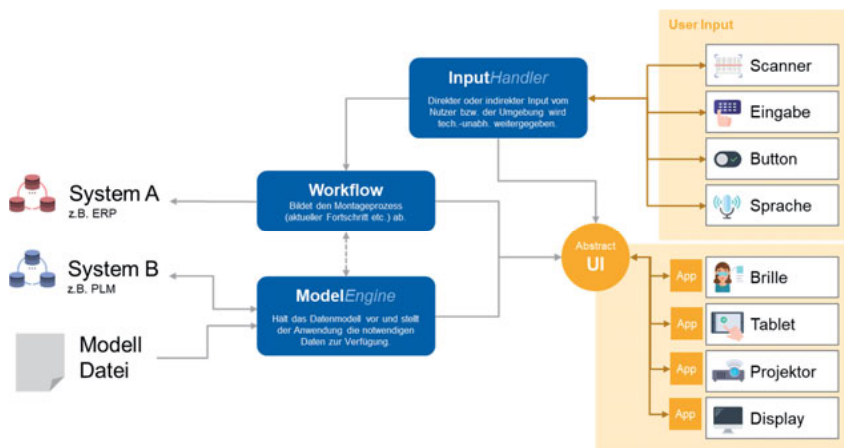 User Input
InputHandler
Direkter oder indirekter Input vom
Nutzer bzw. der Umgebung wird
tech.-unabh. weitergegeben.
Scanner
Eingabe
Button
Sprache
System A
z.B. ERP
Workflow
Bildet den Montageprozess
(aktueller Fortschritt etc.) ab.
System B
z.B. PLM
ModelEngine
Hält das Datenmodell vor und stellt
der Anwendung die notwendigen
Daten zur Verfügung.
Modell
Datei
Abstract
UI
App
Brille
App
Tablet
App
Projektor
App
Display